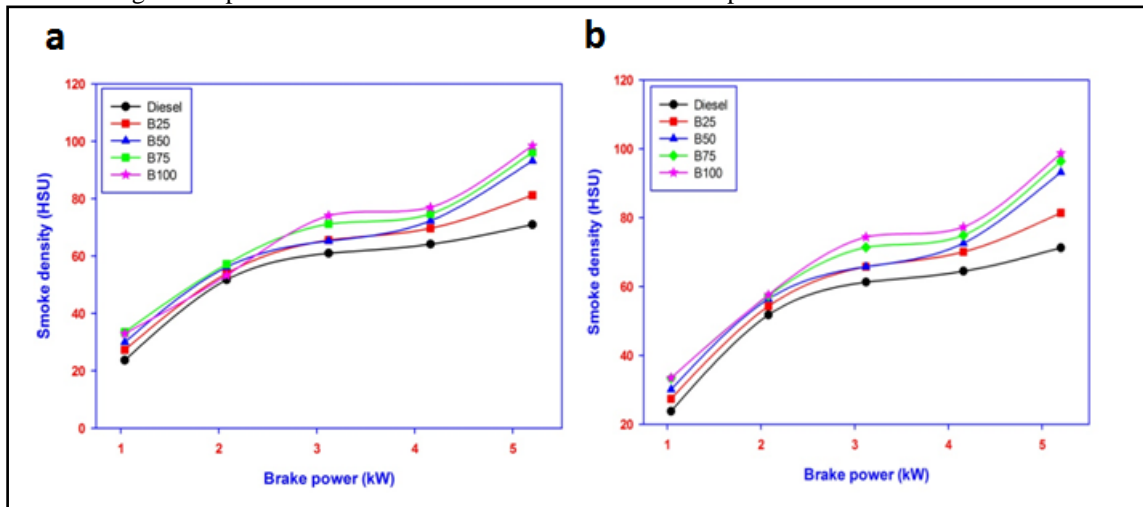 a
120
100
80
60
40
20
0
Smoke density (HSU)
Diesel
B25
B50
B75
B100
1 2 3 4 5
Brake power (kW)
b
120
100
80
60
40
20
Smoke density (HSU)
Diesel
B25
B50
B75
B100
1 2 3 4 5
Brake power (kW)